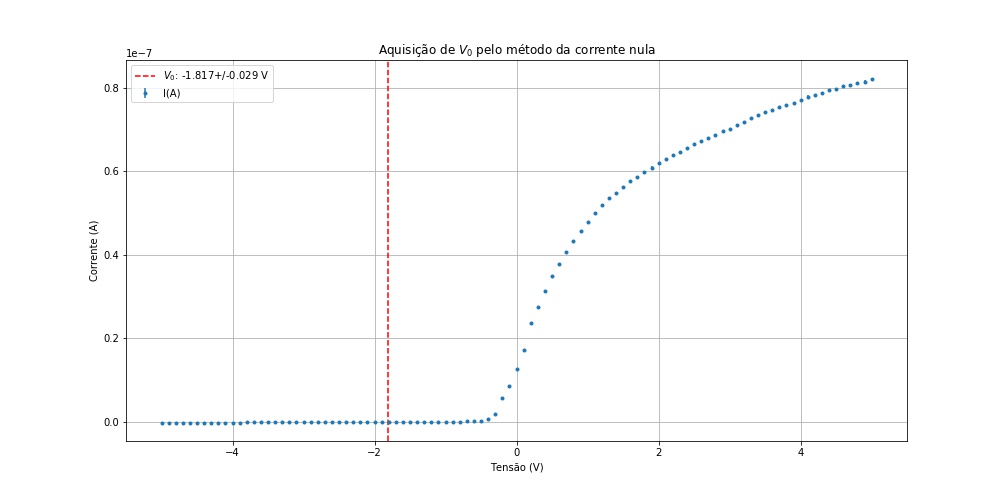 Aquisição de V₀ pelo método da corrente nula
1e−7
V₀: -1.817+/-0.029 V
I(A)
0.8
0.6
0.4
0.2
0.0
Corrente (A)
−4 −2 0 2 4
Tensão (V)